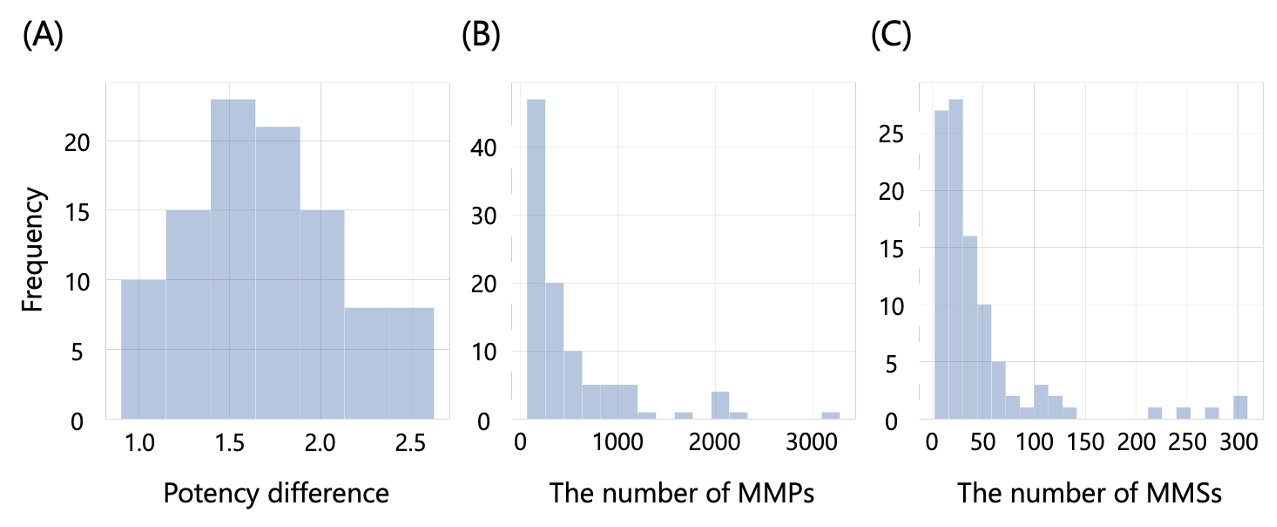 (A)
Frequency
20
15
10
5
0
1.0 1.5 2.0 2.5
Potency difference
(B)
40
30
20
10
0
0 1000 2000 3000
The number of MMPs
(C)
25
20
15
10
5
0
0 50 100 150 200 250 300
The number of MMSs